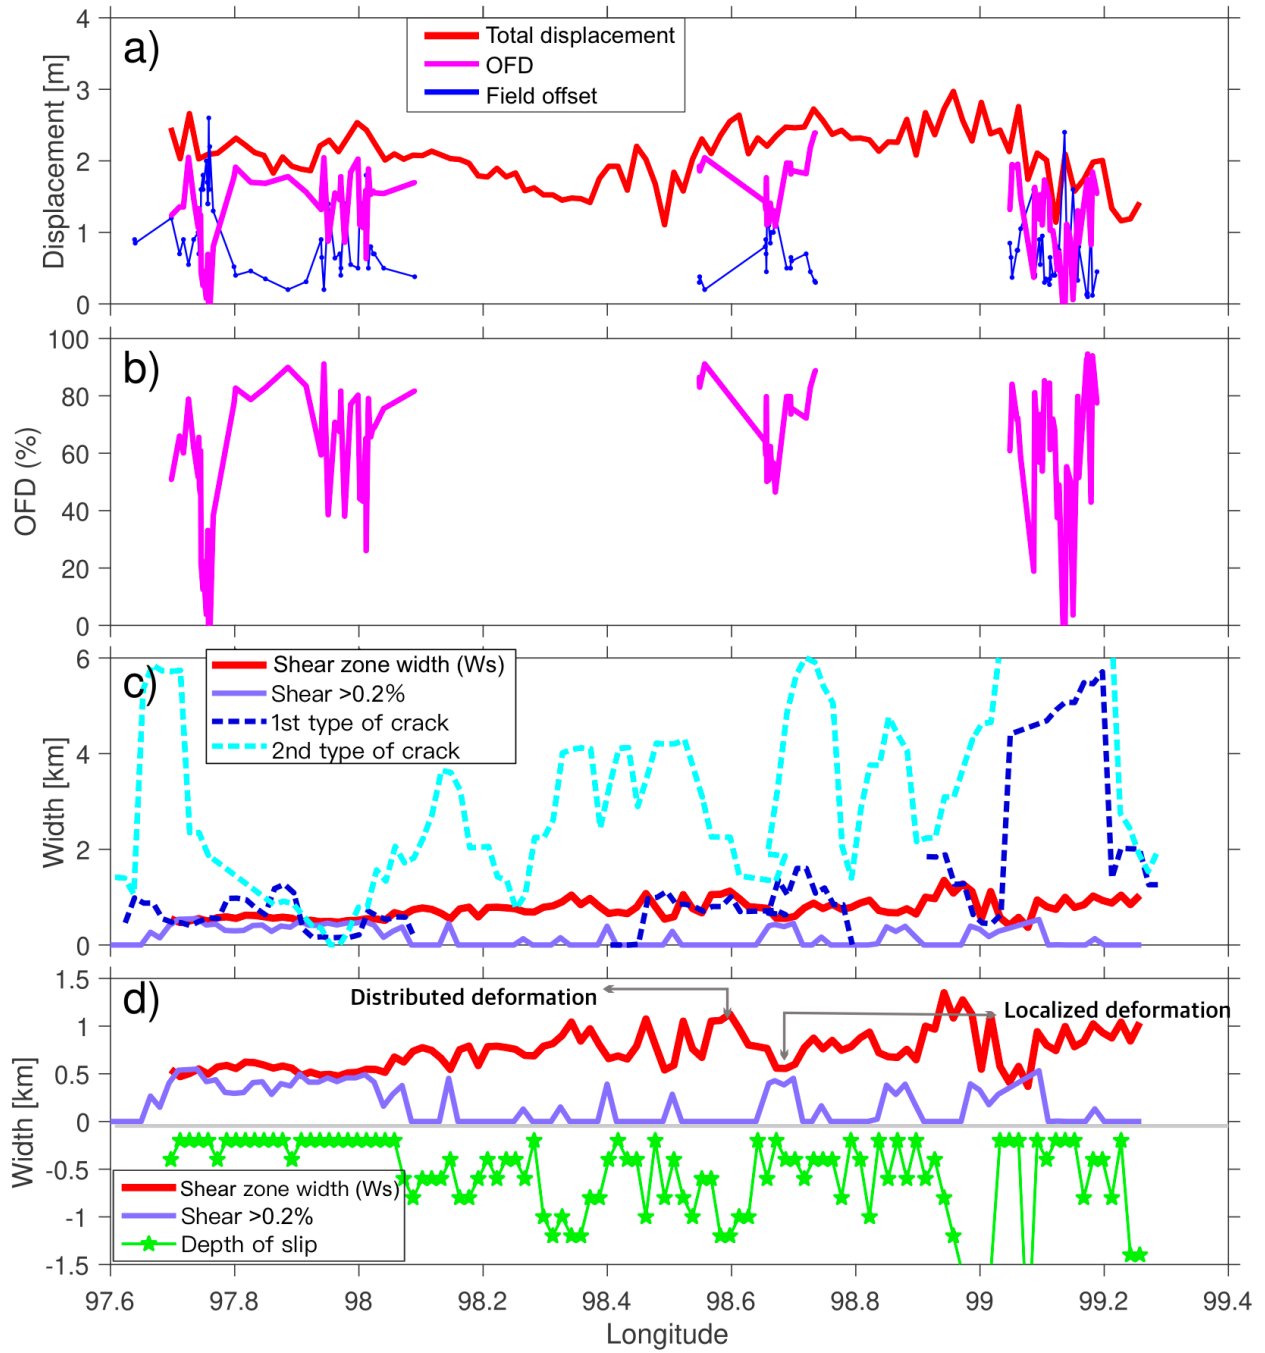 a)
Total displacement
OFD
Field offset
Displacement [m]
4
3
2
1
0
b)
OFD (%)
100
80
60
40
20
0
c)
Shear zone width (Ws)
Shear >0.2%
1st type of crack
2nd type of crack
Width [km]
6
4
2
0
d)
Distributed deformation
Localized deformation
Width [km]
1.5
1
0.5
0
-0.5
-1
-1.5
Shear zone width (Ws)
Shear >0.2%
Depth of slip
97.6 97.8 98 98.2 98.4 98.6 98.8 99 99.2 99.4
Longitude